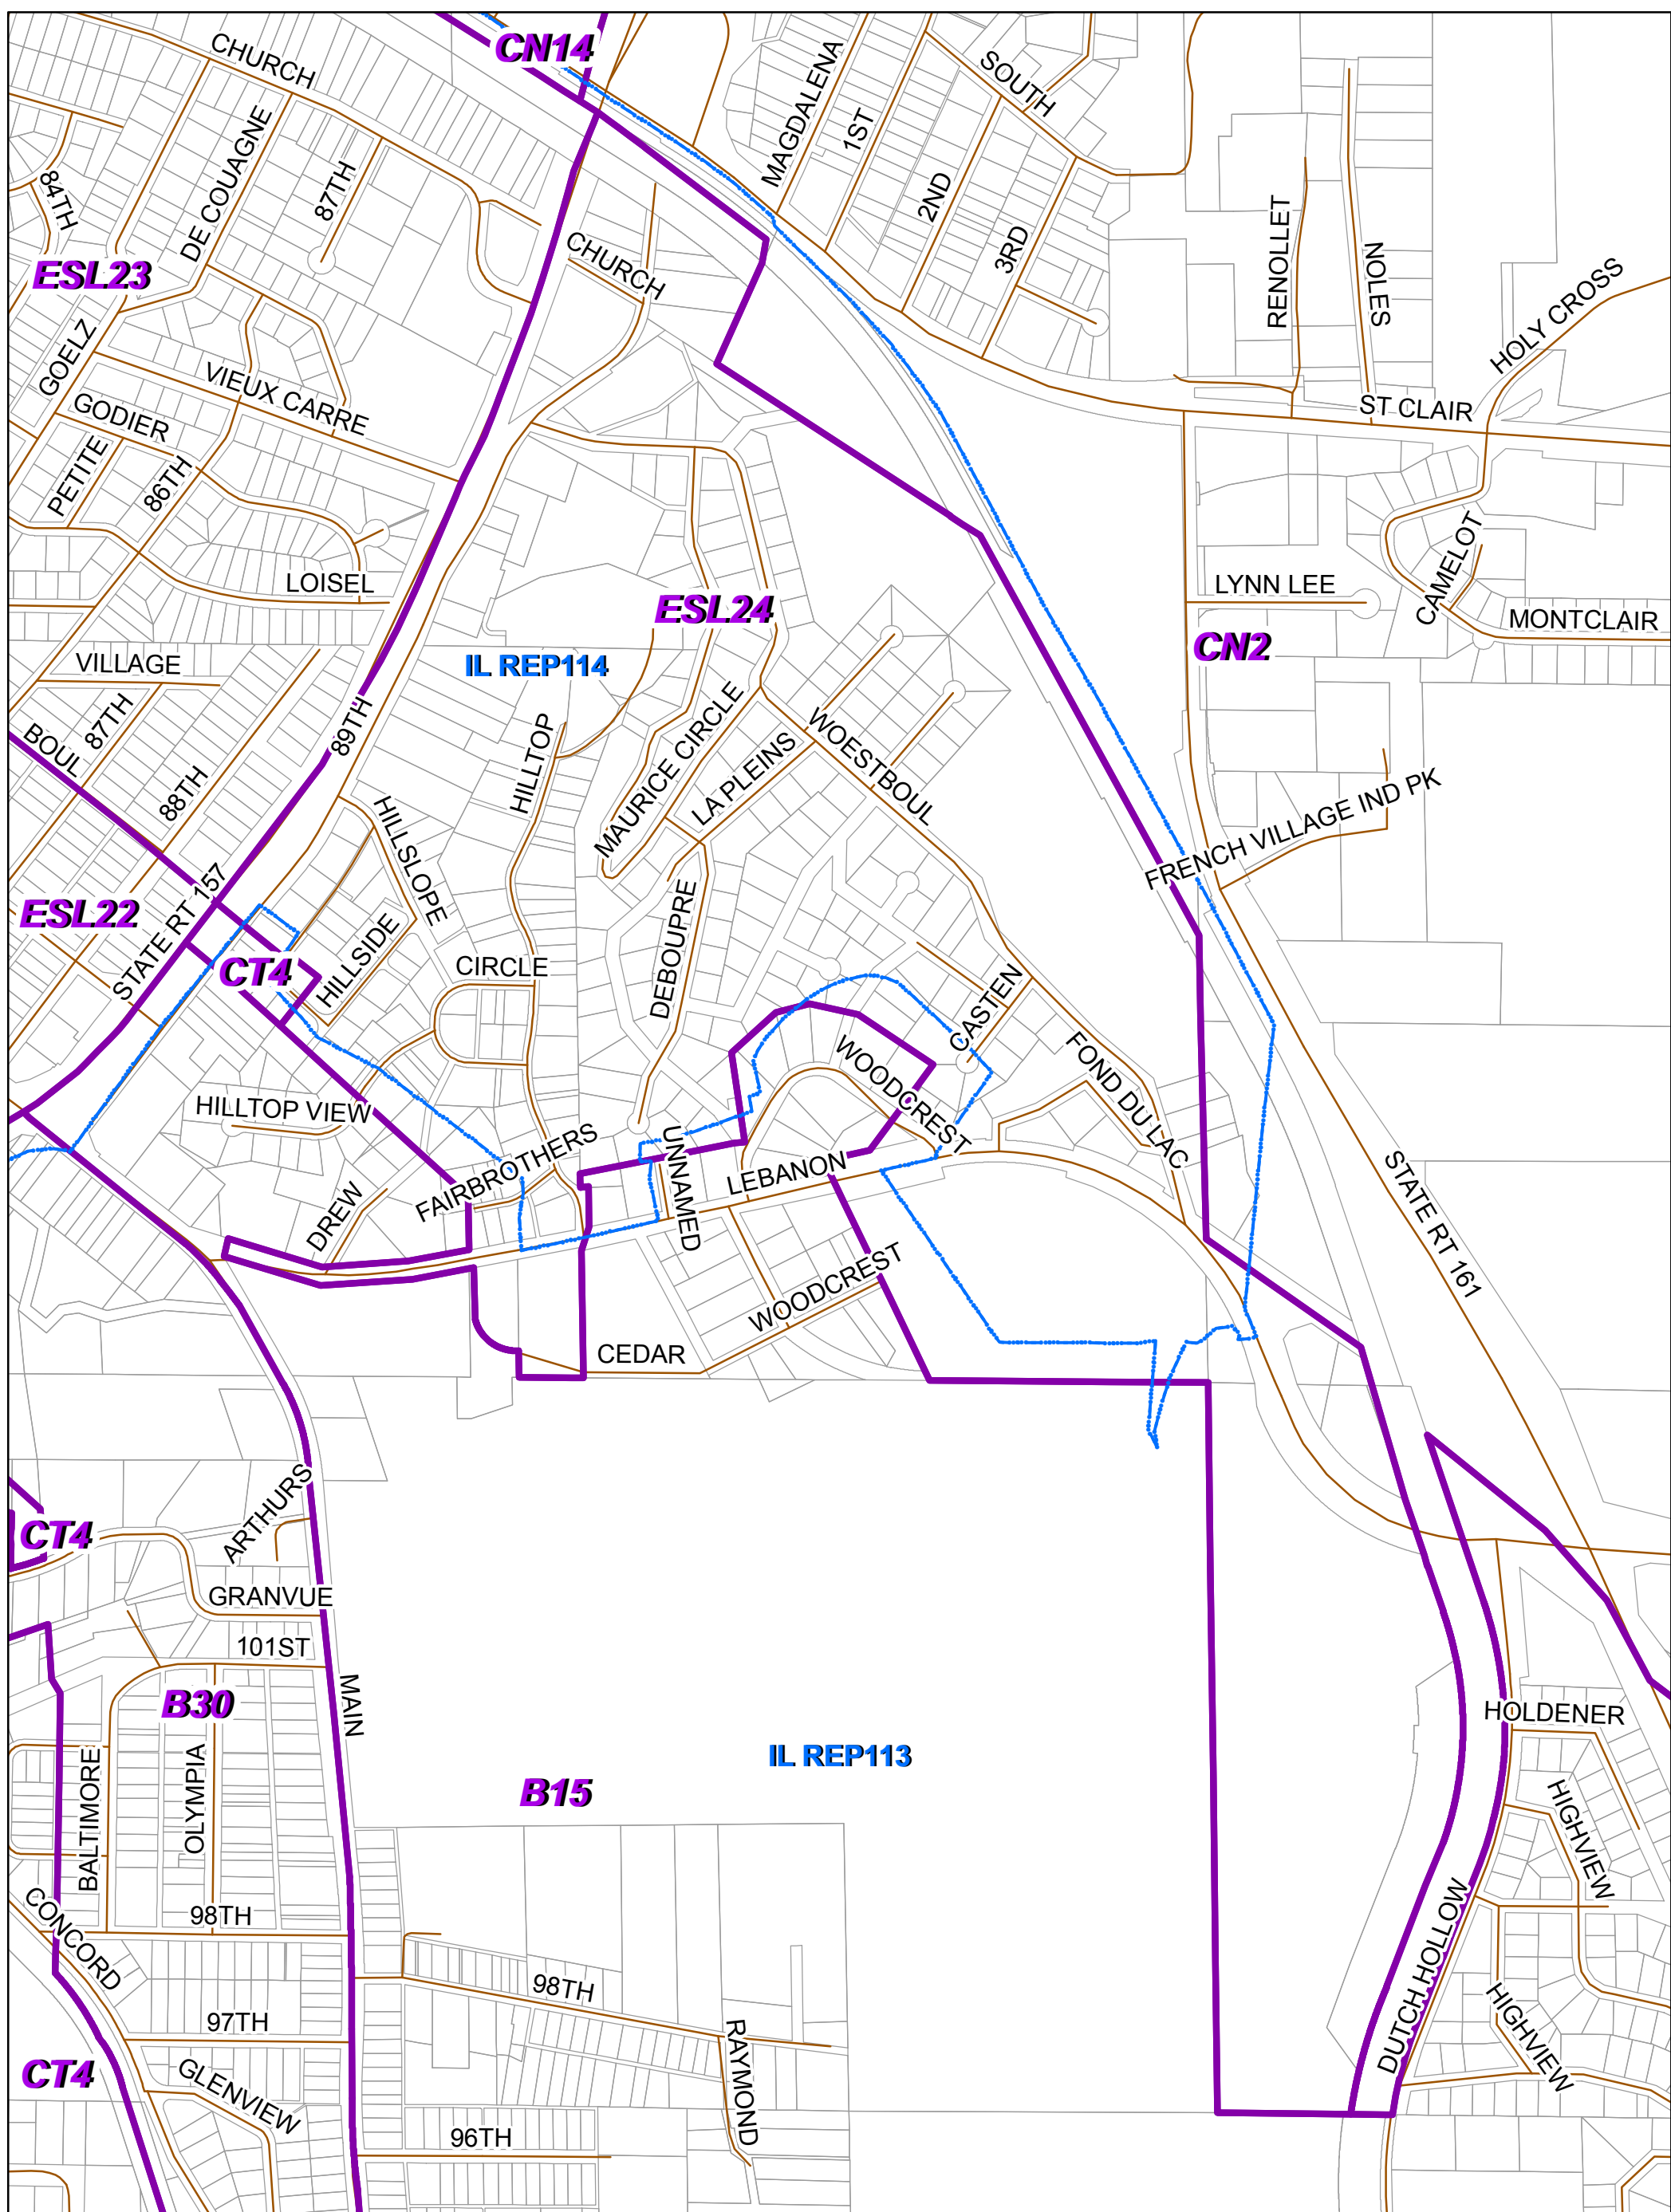 CN14
CHURCH
MAGDALENA
1ST
SOUTH
DE COUAGNE
87TH
84TH
2ND
3RD
RENOLLET
NOLES
HOLY CROSS
ESL23
CHURCH
GOELZ
VIEUX CARRE
ST CLAIR
GODIER
PETITE
86TH
CAMELOT
LOISEL
LYNN LEE
ESL24
MONTCLAIR
CN2
VILLAGE
IL REP114
87TH
BOUL
89TH
HILLTOP
MAURICE CIRCLE
LA PLEINS
WOESTBOUL
88TH
HILLSLOPE
FRENCH VILLAGE IND PK
ESL22
STATE RT 157
DEBOUPRE
CT4
HILLSIDE
CIRCLE
CASTEN
WOODCREST
FOND DU LAC
HILLTOP VIEW
FAIRBROTHERS
UNNAMED
LEBANON
DREW
STATE RT 161
WOODCREST
CEDAR
ARTHURS
CT4
GRANVUE
101ST
MAIN
B30
HOLDENER
OLYMPIA
BALTIMORE
IL REP113
B15
HIGHVIEW
98TH
CONCORD
DUTCH HOLLOW
98TH
97TH
HIGHVIEW
RAYMOND
CT4
GLENVIEW
96TH